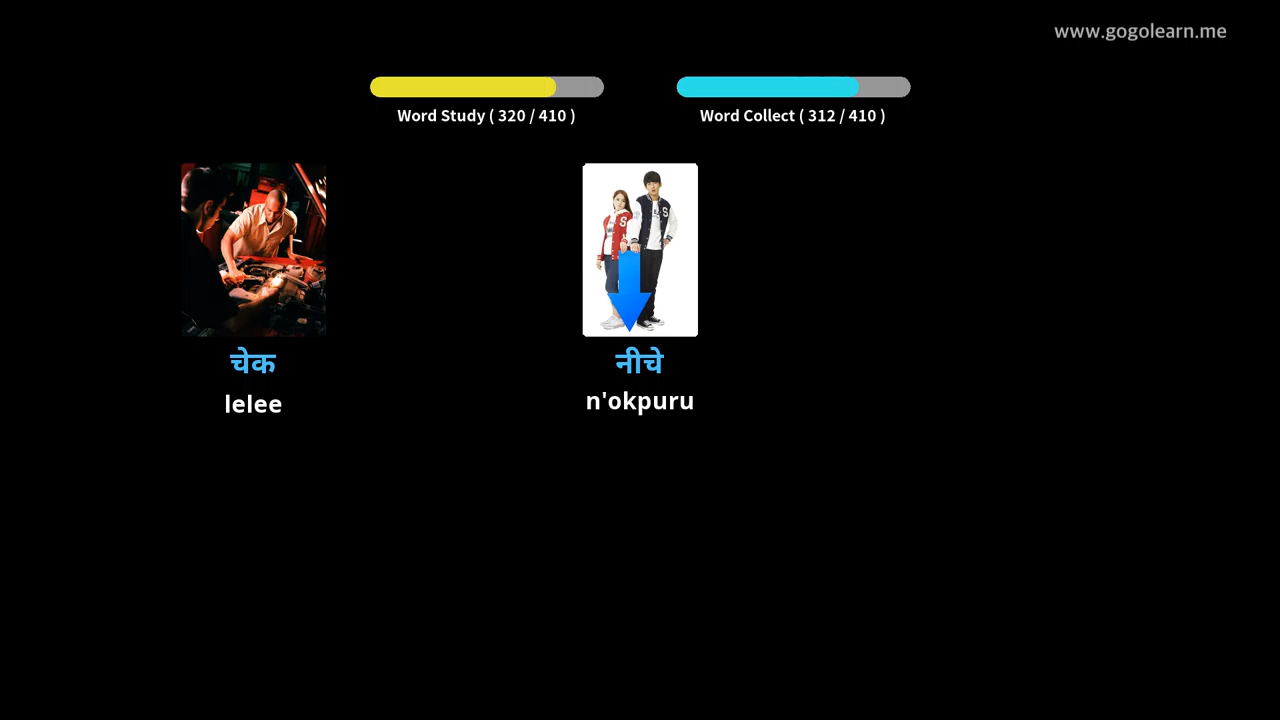 www.gogolearn.me
Word Study ( 320 / 410 )
Word Collect ( 312 / 410 )
चेक
lelee
नीचे
n'okpuru